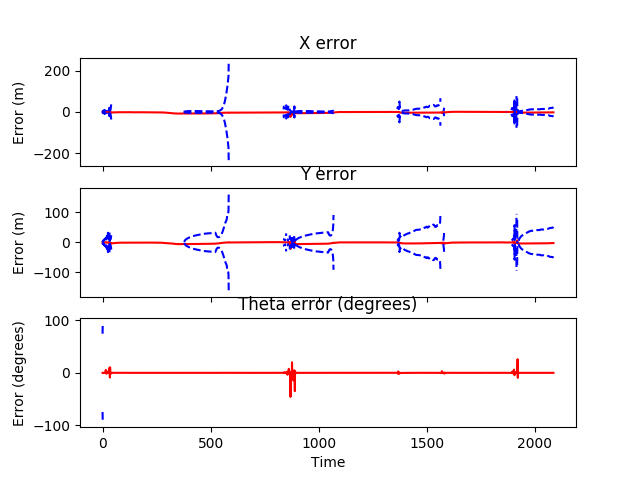 X error
Error (m)
200
0
−200
Y error
Error (m)
100
0
−100
Theta error (degrees)
Error (degrees)
100
0
−100
0
500
1000
1500
2000
Time